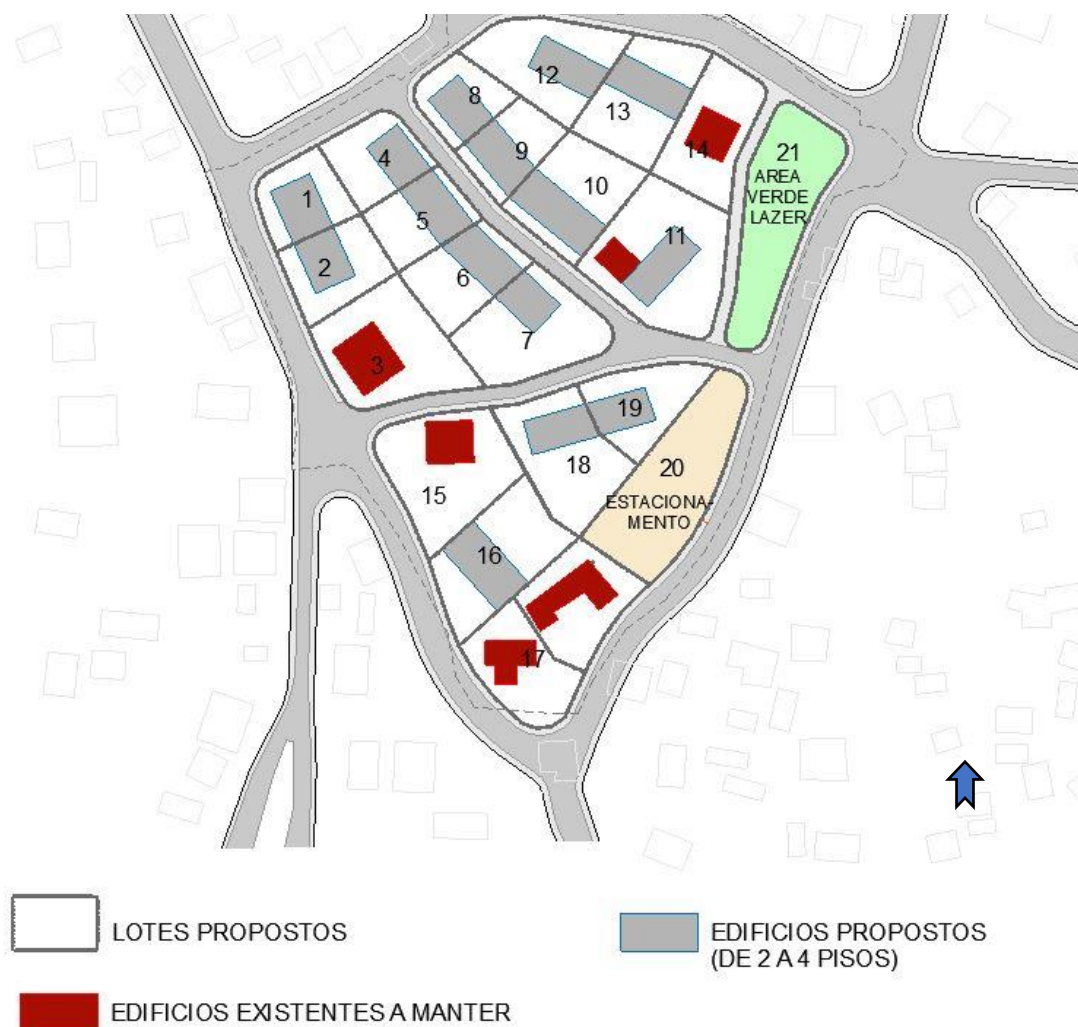 12
13
8
9
14
21
AREA
VERDE
LAZER
4
10
1
5
11
2
6
7
3
19
18
20
15
ESTACIONA-
MENTO
16
17
LOTES PROPOSTOS
EDIFICIOS PROPOSTOS
(DE 2 A 4 PISOS)
EDIFICIOS EXISTENTES A MANTER